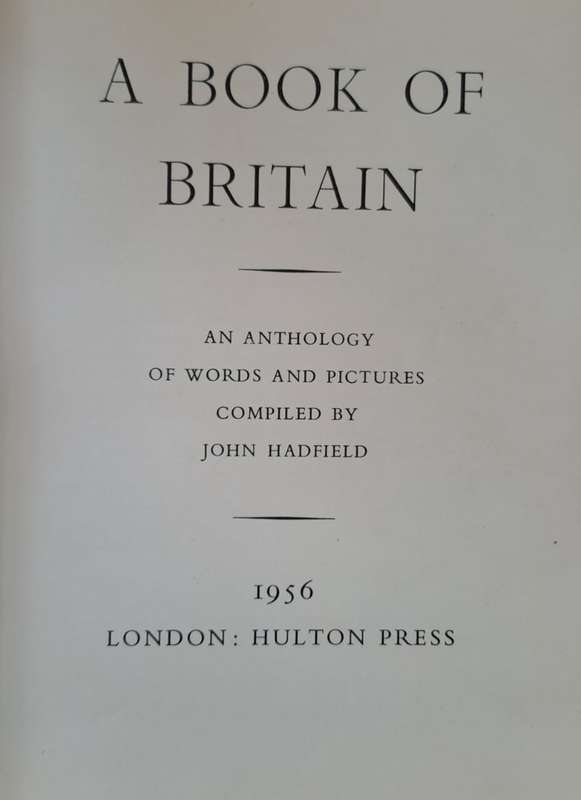 A BOOK OF
BRITAIN
AN ANTHOLOGY
OF WORDS AND PICTURES
COMPILED BY
JOHN HADFIELD
1956
LONDON: HULTON PRESS